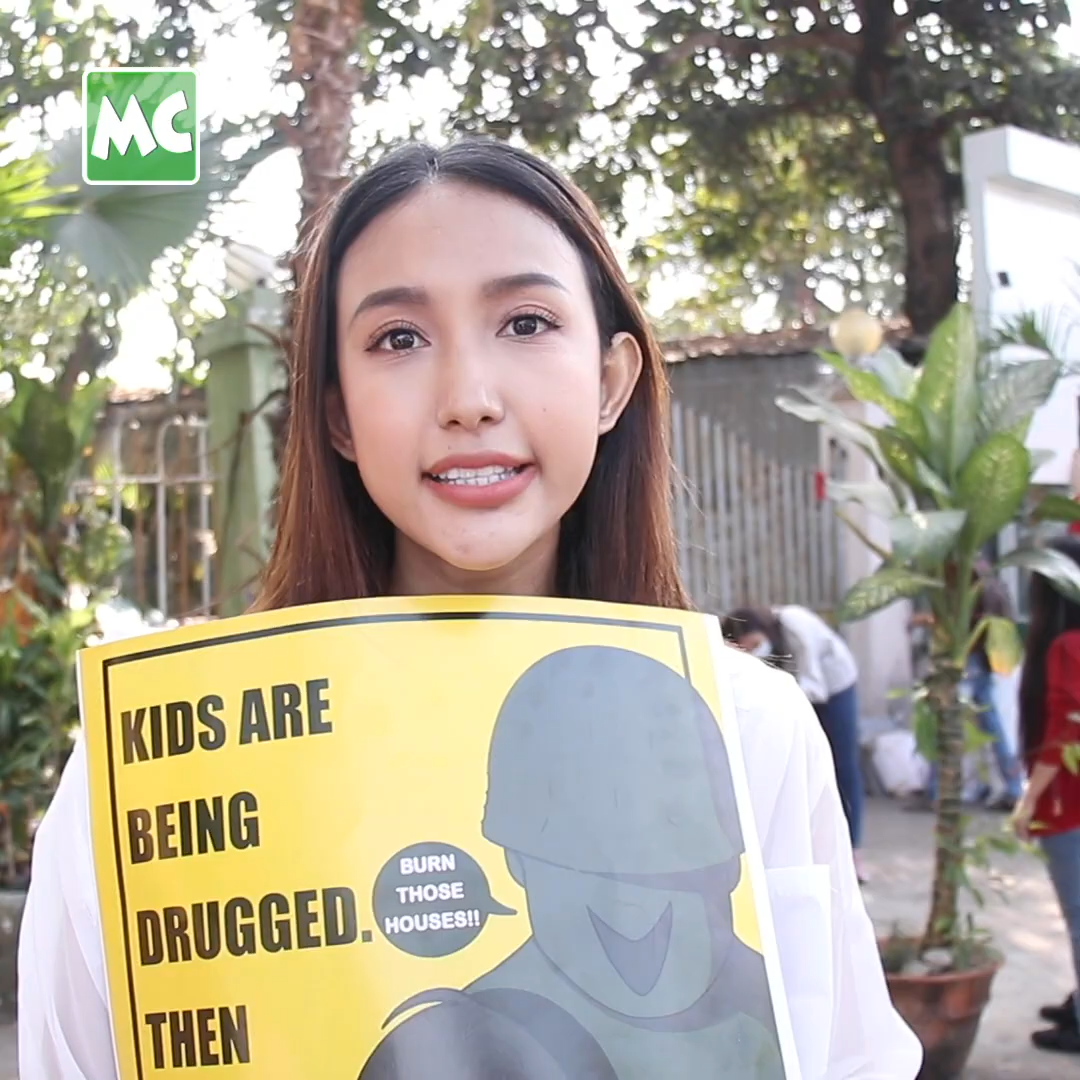 MC
KIDS ARE
BEING
DRUGGED.
THEN
BURN
THOSE
HOUSES!!